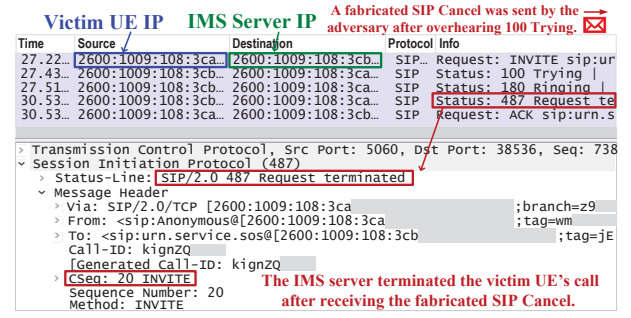 Victim UE IP IMS Server IP A fabricated SIP Cancel was sent by the
adversary after overhearing 100 Trying.
Time Source Destination Protocol Info
27.22… 2600:1009:108:3ca… 2600:1009:108:3cb… SIP… Request: INVITE sip:ur
27.43… 2600:1009:108:3cb… 2600:1009:108:3ca… SIP Status: 100 Trying |
27.51… 2600:1009:108:3cb… 2600:1009:108:3ca… SIP Status: 180 Ringing |
30.53… 2600:1009:108:3cb… 2600:1009:108:3ca… SIP Status: 487 Request te
30.53… 2600:1009:108:3ca… 2600:1009:108:3cb… SIP Request: ACK sip:urn.s
Transmission Control Protocol, Src Port: 5060, Dst Port: 38536, Seq: 738
Session Initiation Protocol (487)
Status-Line: SIP/2.0 487 Request terminated
Message Header
Via: SIP/2.0/TCP [2600:1009:108:3ca ;branch=z9
From: <sip:Anonymous@[2600:1009:108:3ca ;tag=wm
To: <sip:urn.service.sos@[2600:1009:108:3cb ;tag=jE
Call-ID: kignZQ
[Generated Call-ID: kignZQ
CSeq: 20 INVITE
Sequence Number: 20
Method: INVITE
The IMS server terminated the victim UE's call
after receiving the fabricated SIP Cancel.